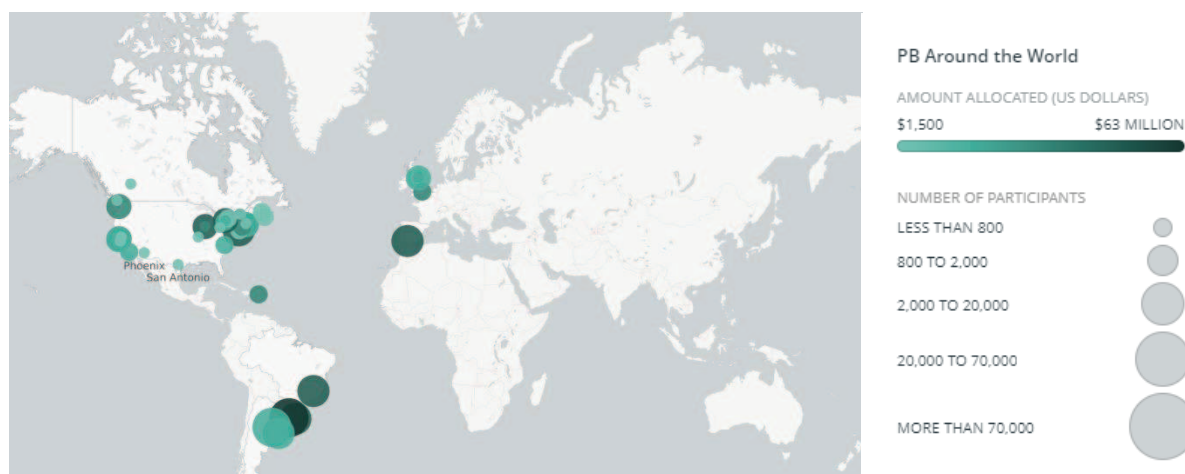 Phoenix
San Antonio
PB Around the World
AMOUNT ALLOCATED (US DOLLARS)
$1,500 $63 MILLION
NUMBER OF PARTICIPANTS
LESS THAN 800
800 TO 2,000
2,000 TO 20,000
20,000 TO 70,000
MORE THAN 70,000